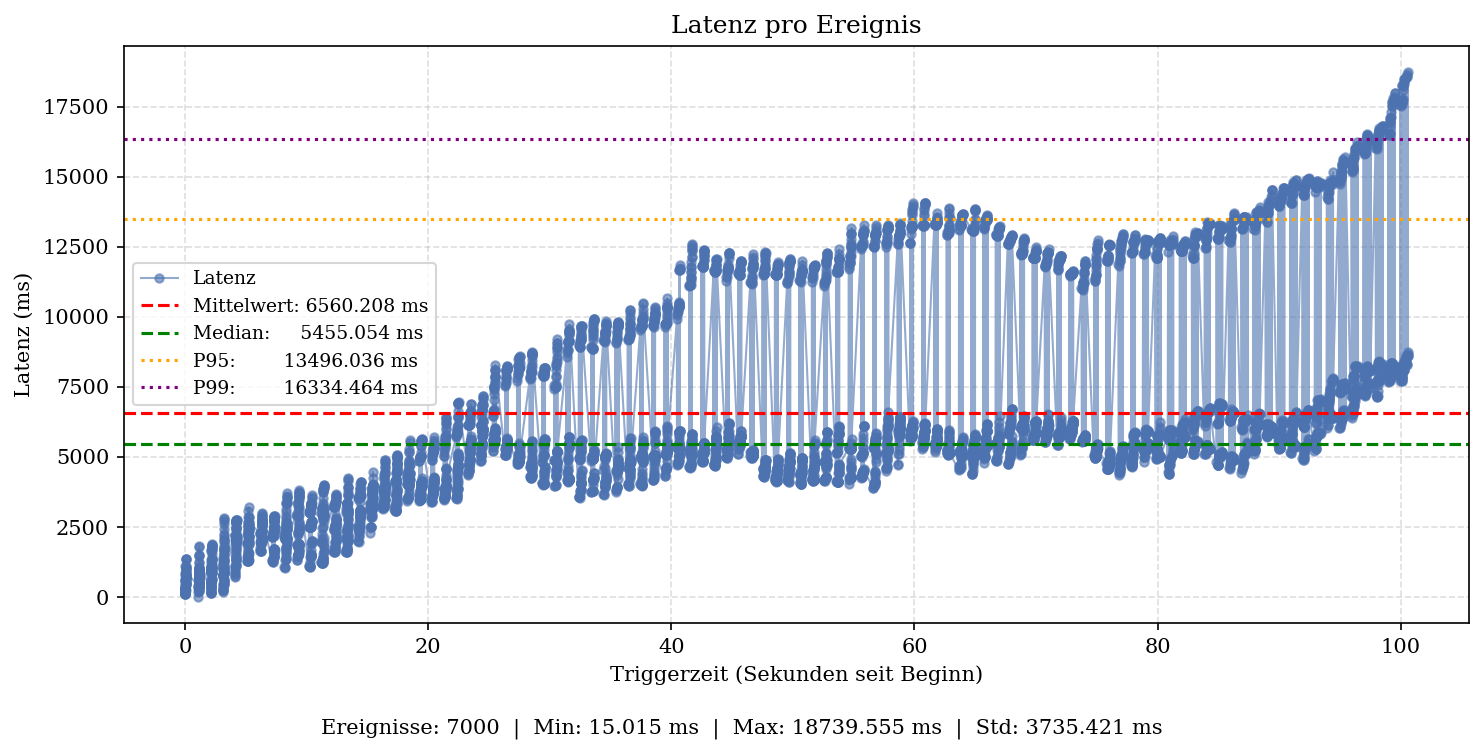 Latenz pro Ereignis
Latenz (ms)
17500
15000
12500
10000
7500
5000
2500
0
Latenz
Mittelwert: 6560.208 ms
Median: 5455.054 ms
P95: 13496.036 ms
P99: 16334.464 ms
0 20 40 60 80 100
Triggerzeit (Sekunden seit Beginn)
Ereignisse: 7000 | Min: 15.015 ms | Max: 18739.555 ms | Std: 3735.421 ms